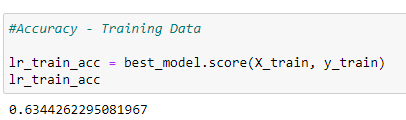 #Accuracy - Training Data
lr_train_acc = best_model.score(X_train, y_train)
lr_train_acc
0.6344262295081967